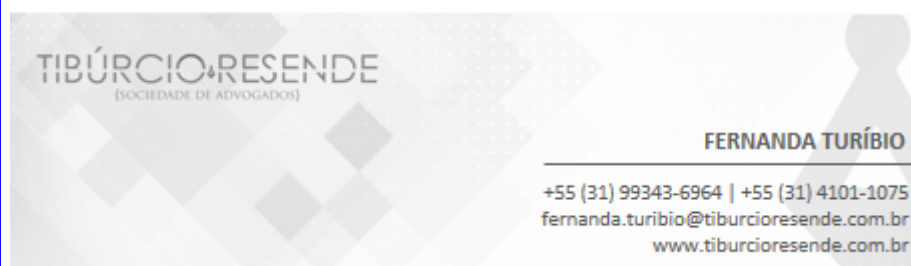 TIBÚRCIO RESENDE
{SOCIEDADE DE ADVOGADOS}
FERNANDA TURÍBIO
+55 (31) 99343-6964 | +55 (31) 4101-1075
fernanda.turibio@tiburcioresende.com.br
www.tiburcioresende.com.br